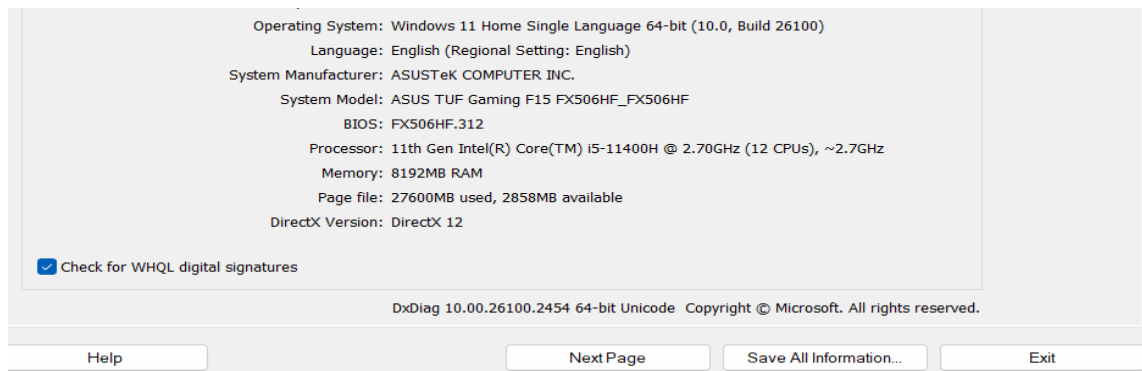 Operating System: Windows 11 Home Single Language 64-bit (10.0, Build 26100)
Language: English (Regional Setting: English)
System Manufacturer: ASUSTeK COMPUTER INC.
System Model: ASUS TUF Gaming F15 FX506HF_FX506HF
BIOS: FX506HF.312
Processor: 11th Gen Intel(R) Core(TM) i5-11400H @ 2.70GHz (12 CPUs), ~2.7GHz
Memory: 8192MB RAM
Page file: 27600MB used, 2858MB available
DirectX Version: DirectX 12
Check for WHQL digital signatures
DxDiag 10.00.26100.2454 64-bit Unicode Copyright © Microsoft. All rights reserved.
Help Next Page Save All Information... Exit